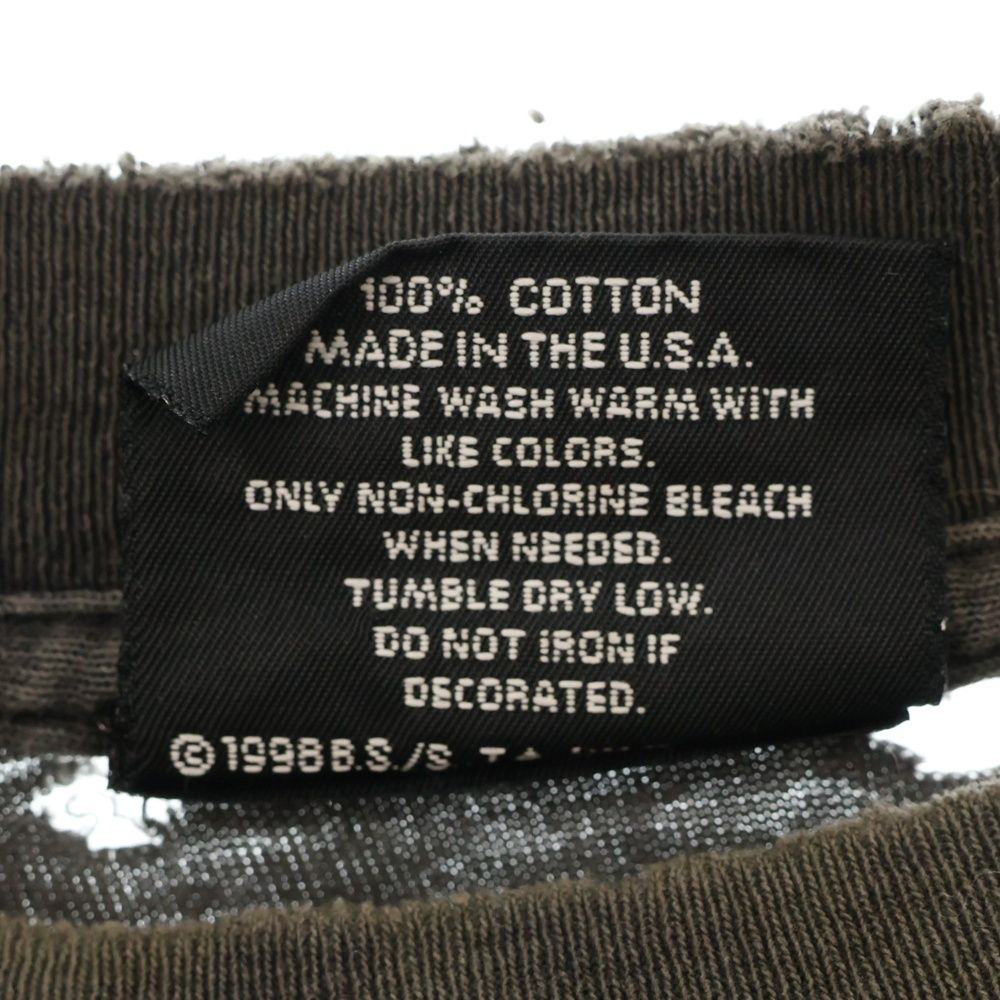 100% COTTON
MADE IN THE U.S.A.
MACHINE WASH WARM WITH
LIKE COLORS.
ONLY NON-CHLORINE BLEACH
WHEN NEEDED.
TUMBLE DRY LOW.
DO NOT IRON IF
DECORATED.
©1998 B.S./S.